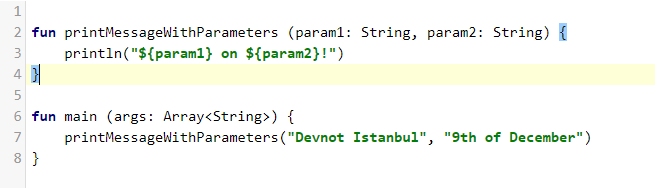 1
2 fun printMessageWithParameters (param1: String, param2: String) {
3     println("${param1} on ${param2}!")
4 }
5
6 fun main (args: Array<String>) {
7     printMessageWithParameters("Devnot Istanbul", "9th of December")
8 }